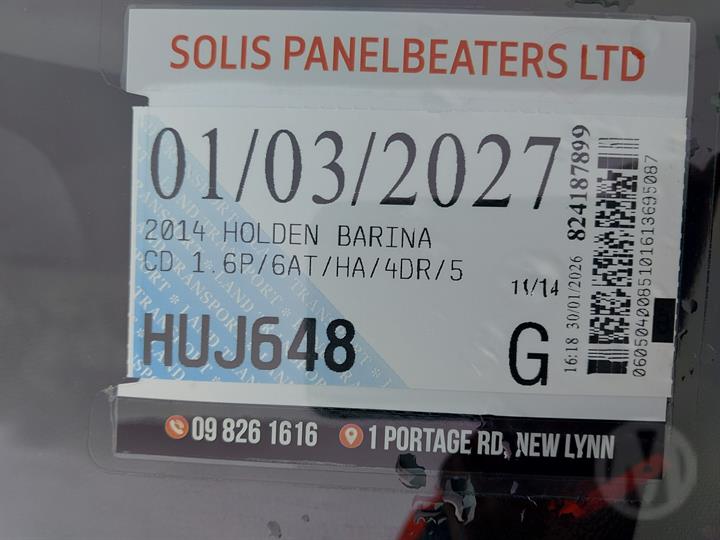 SOLIS PANELBEATERS LTD
01/03/2027
2014 HOLDEN BARINA
CD 1.6P/6AT/HA/4DR/5
11/14
HUJ648
G
16:18 30/01/2026 824187899
0605040085101613695087
09 826 1616
1 PORTAGE RD, NEW LYNN